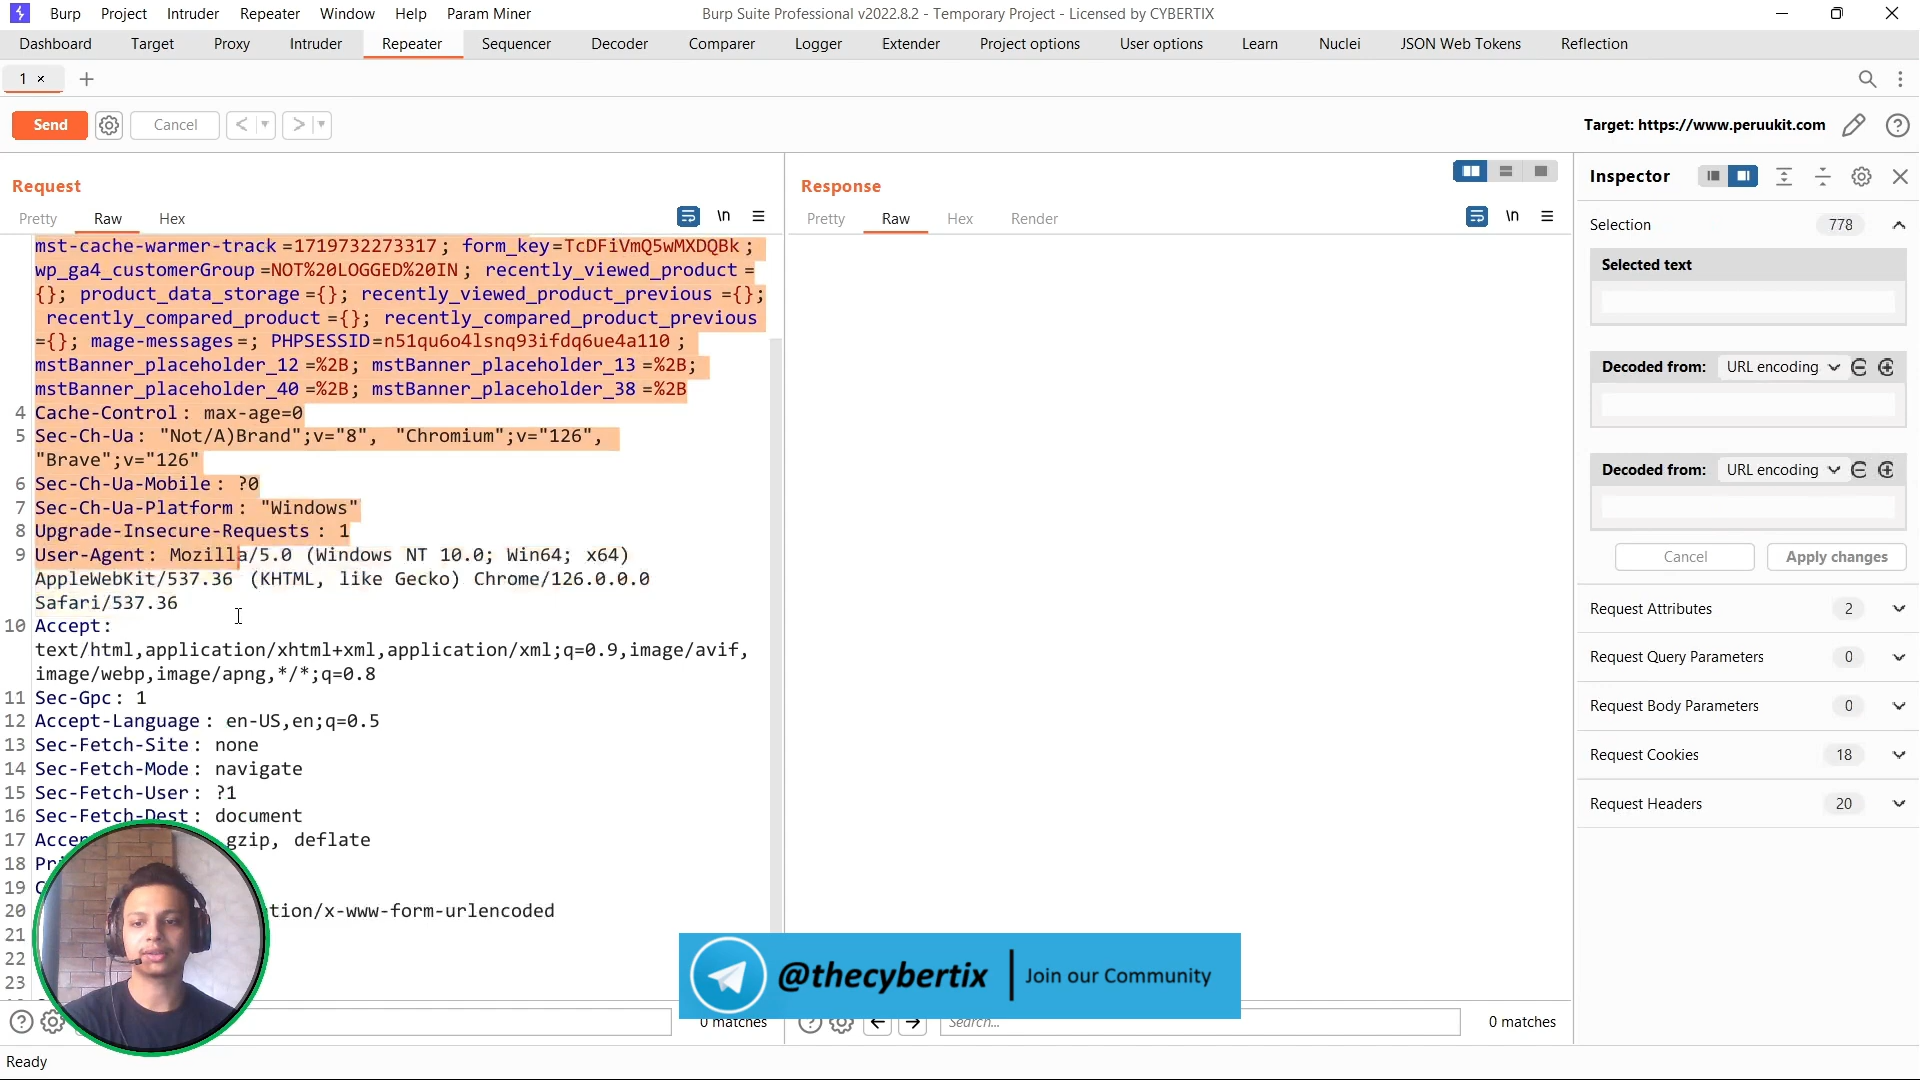 Burp Project Intruder Repeater Window Help Param Miner Burp Suite Professional v2022.8.2 - Temporary Project - Licensed by CYBERTIX
Dashboard Target Proxy Intruder Repeater Sequencer Decoder Comparer Logger Extender Project options User options Learn Nuclei JSON Web Tokens Reflection
1 × +
Send Cancel < > Target: https://www.peruukit.com
Request
Pretty Raw Hex \n
mst-cache-warmer-track=1719732273317; form_key=TcDFiVmQ5wMXDQBk;
wp_ga4_customerGroup=NOT%20LOGGED%20IN; recently_viewed_product=
{}; product_data_storage={}; recently_viewed_product_previous={};
recently_compared_product={}; recently_compared_product_previous
={}; mage-messages=; PHPSESSID=n51qu6o4lsnq93ifdq6ue4a110;
mstBanner_placeholder_12=%2B; mstBanner_placeholder_13=%2B;
mstBanner_placeholder_40=%2B; mstBanner_placeholder_38=%2B
4 Cache-Control: max-age=0
5 Sec-Ch-Ua: "Not/A)Brand";v="8", "Chromium";v="126",
"Brave";v="126"
6 Sec-Ch-Ua-Mobile: ?0
7 Sec-Ch-Ua-Platform: "Windows"
8 Upgrade-Insecure-Requests: 1
9 User-Agent: Mozilla/5.0 (Windows NT 10.0; Win64; x64)
AppleWebKit/537.36 (KHTML, like Gecko) Chrome/126.0.0.0
Safari/537.36
10 Accept:
text/html,application/xhtml+xml,application/xml;q=0.9,image/avif,
image/webp,image/apng,*/*;q=0.8
11 Sec-Gpc: 1
12 Accept-Language: en-US,en;q=0.5
13 Sec-Fetch-Site: none
14 Sec-Fetch-Mode: navigate
15 Sec-Fetch-User: ?1
16 Sec-Fetch-Dest: document
17 gzip, deflate
18
19
20 x-www-form-urlencoded
21
22
23
0 matches
Response
Pretty Raw Hex Render \n
Search... 0 matches
Inspector
Selection 778
Selected text
Decoded from: URL encoding
Decoded from: URL encoding
Cancel Apply changes
Request Attributes 2
Request Query Parameters 0
Request Body Parameters 0
Request Cookies 18
Request Headers 20
@thecybertix | Join our Community
Ready